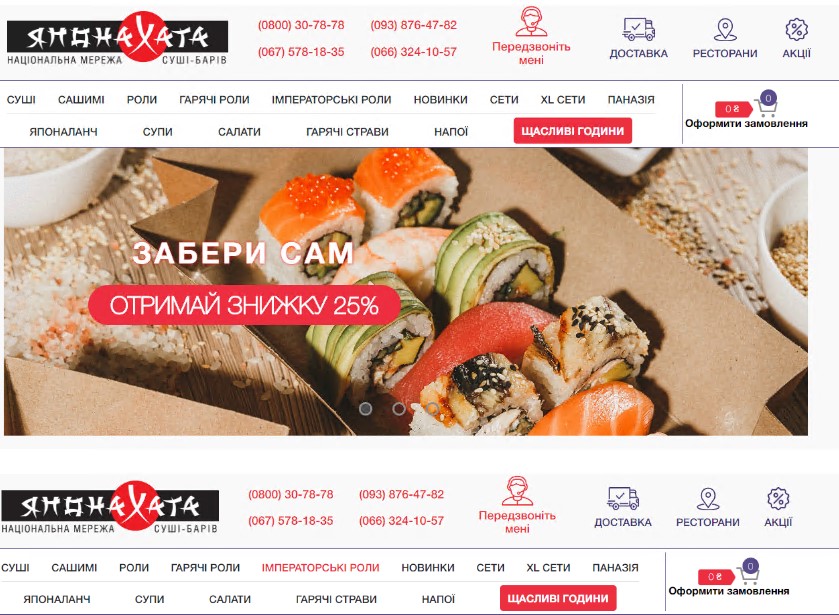 ЯПОНАХАТА
НАЦІОНАЛЬНА МЕРЕЖА СУШІ-БАРІВ
(0800) 30-78-78 (093) 876-47-82
(067) 578-18-35 (066) 324-10-57
Передзвоніть
мені
ДОСТАВКА РЕСТОРАНИ АКЦІЇ
СУШІ САШИМІ РОЛИ ГАРЯЧІ РОЛИ ІМПЕРАТОРСЬКІ РОЛИ НОВИНКИ СЕТИ XL СЕТИ ПАНАЗІЯ
ЯПОНАЛАНЧ СУПИ САЛАТИ ГАРЯЧІ СТРАВИ НАПОЇ ЩАСЛИВІ ГОДИНИ
0 ₴ 0
Оформити замовлення
ЗАБЕРИ САМ
ОТРИМАЙ ЗНИЖКУ 25%
ЯПОНАХАТА
НАЦІОНАЛЬНА МЕРЕЖА СУШІ-БАРІВ
(0800) 30-78-78 (093) 876-47-82
(067) 578-18-35 (066) 324-10-57
Передзвоніть
мені
ДОСТАВКА РЕСТОРАНИ АКЦІЇ
СУШІ САШИМІ РОЛИ ГАРЯЧІ РОЛИ ІМПЕРАТОРСЬКІ РОЛИ НОВИНКИ СЕТИ XL СЕТИ ПАНАЗІЯ
ЯПОНАЛАНЧ СУПИ САЛАТИ ГАРЯЧІ СТРАВИ НАПОЇ ЩАСЛИВІ ГОДИНИ
0 ₴ 0
Оформити замовлення